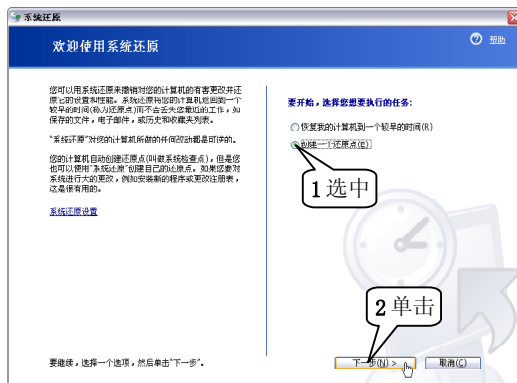 系统还原
欢迎使用系统还原
帮助
您可以用系统还原来撤销对您的计算机的有害更改并还
原它的设置和性能。系统还原将您的计算机返回到一个
较早的时间(称为还原点)而不会丢失您最近的工作，如
保存的文件，电子邮件，或历史和收藏夹列表。
“系统还原”对您的计算机所做的任何改动都是可逆的。
您的计算机自动创建还原点(叫做系统检查点)，但是您
也可以使用“系统还原”创建自己的还原点。如果您要对
系统进行大的更改，例如安装新的程序或更改注册表，
这是很有用的。
系统还原设置
要开始，选择您想要执行的任务：
恢复我的计算机到一个较早的时间(R)
创建一个还原点(E)
1 选中
2 单击
要继续，选择一个选项，然后单击“下一步”。
下一步(N) >
取消(C)